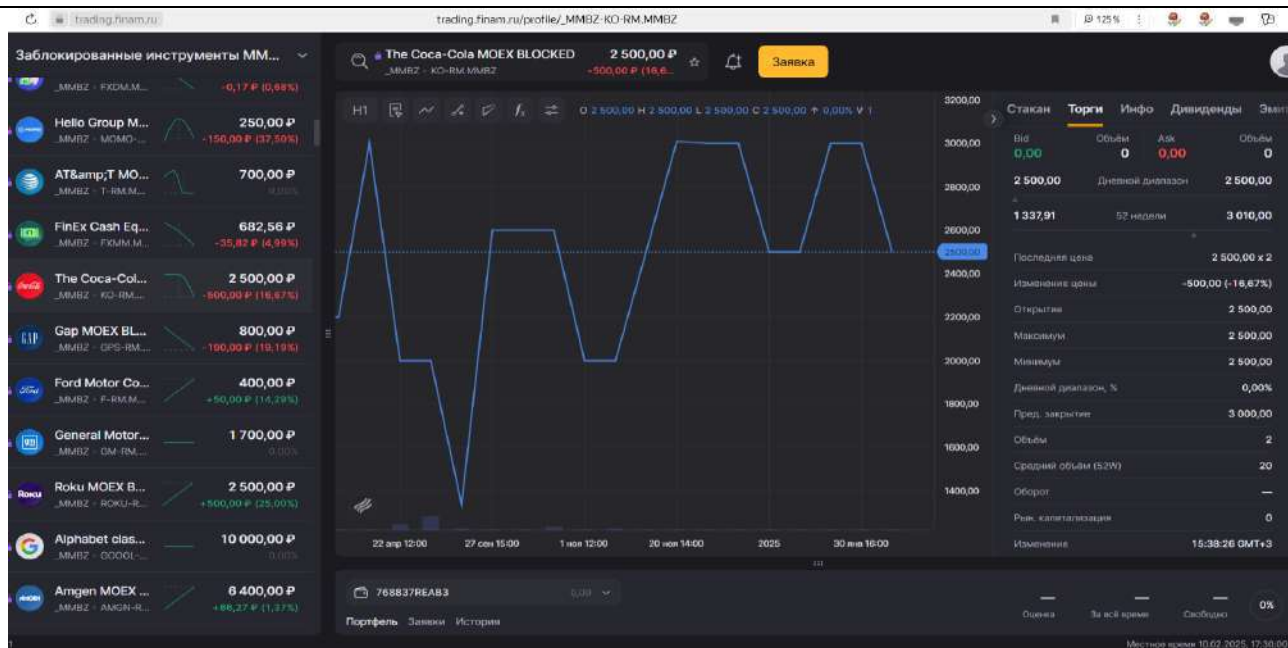 trading.finam.ru
trading.finam.ru/profile/_MMBZ-KO-RM.MMBZ
125 %
Заблокированные инструменты MM...
_MMBZ - FXDM.M...
-0,17 ₽ (0,68%)
Hello Group M...
250,00 ₽
_MMBZ - MOMO-...
-150,00 ₽ (37,50%)
AT&amp;T MO...
700,00 ₽
_MMBZ - T-RM.M...
0,00%
FinEx Cash Eq...
682,56 ₽
_MMBZ - FXMM.M...
-35,82 ₽ (4,99%)
The Coca-Col...
2 500,00 ₽
_MMBZ - KO-RM....
-500,00 ₽ (16,67%)
Gap MOEX BL...
800,00 ₽
_MMBZ - GPS-RM....
-190,00 ₽ (19,19%)
Ford Motor Co...
400,00 ₽
_MMBZ - F-RM.M...
+50,00 ₽ (14,29%)
General Motor...
1 700,00 ₽
_MMBZ - GM-RM....
0,00%
Roku MOEX B...
2 500,00 ₽
_MMBZ - ROKU-R...
+500,00 ₽ (25,00%)
Alphabet clas...
10 000,00 ₽
_MMBZ - GOOGL-...
0,00%
Amgen MOEX ...
6 400,00 ₽
_MMBZ - AMGN-R...
+86,27 ₽ (1,37%)
The Coca-Cola MOEX BLOCKED
2 500,00 ₽
_MMBZ - KO-RM.MMBZ
-500,00 ₽ (16,6...
Заявка
H1
O 2 500,00 H 2 500,00 L 2 500,00 C 2 500,00 0,00% V 1
3200,00
3000,00
2800,00
2600,00
2500,00
2400,00
2200,00
2000,00
1800,00
1600,00
1400,00
22 апр 12:00
27 сен 15:00
1 ноя 12:00
20 ноя 14:00
2025
30 янв 16:00
Стакан Торги Инфо Дивиденды
Bid Объём Ask Объём
0,00 0 0,00 0
2 500,00 Дневной диапазон 2 500,00
1 337,91 52 недели 3 010,00
Последняя цена 2 500,00 x 2
Изменение цены -500,00 (-16,67%)
Открытие 2 500,00
Максимум 2 500,00
Минимум 2 500,00
Дневной диапазон, % 0,00%
Пред. закрытие 3 000,00
Объём 2
Средний объём (52W) 20
Оборот —
Рын. капитализация 0
Изменения 15:38:26 GMT+3
768837REAB3
0,00
Портфель Заявки История
Оценка
За всё время
Свободно
0%
Местное время 10.02.2025, 17:30:00